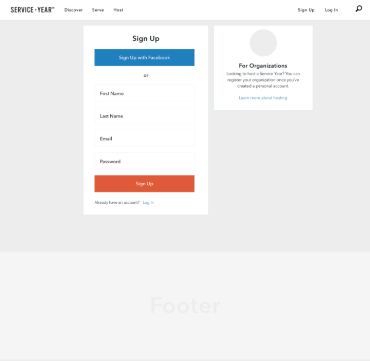 SERVICE · YEAR
Discover
Serve
Host
Sign Up
Log In
Sign Up
Sign Up with Facebook
or
First Name
Last Name
Email
Password
Sign Up
Already have an account? Log In
For Organizations
Looking to host a Service Year? You can
register your organization once you've
created a personal account.
Learn more about hosting
Footer